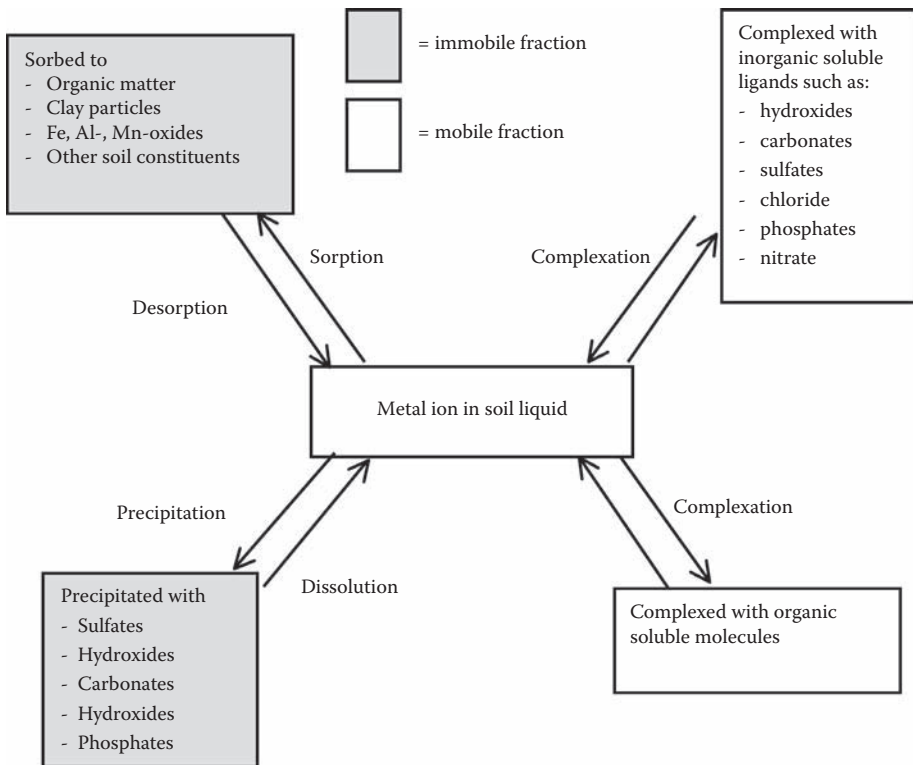 Sorbed to
- Organic matter
- Clay particles
- Fe, Al-, Mn-oxides
- Other soil constituents
= immobile fraction
= mobile fraction
Complexed with
inorganic soluble
ligands such as:
- hydroxides
- carbonates
- sulfates
- chloride
- phosphates
- nitrate
Sorption
Desorption
Complexation
Metal ion in soil liquid
Precipitation
Dissolution
Complexation
Precipitated with
- Sulfates
- Hydroxides
- Carbonates
- Hydroxides
- Phosphates
Complexed with organic
soluble molecules